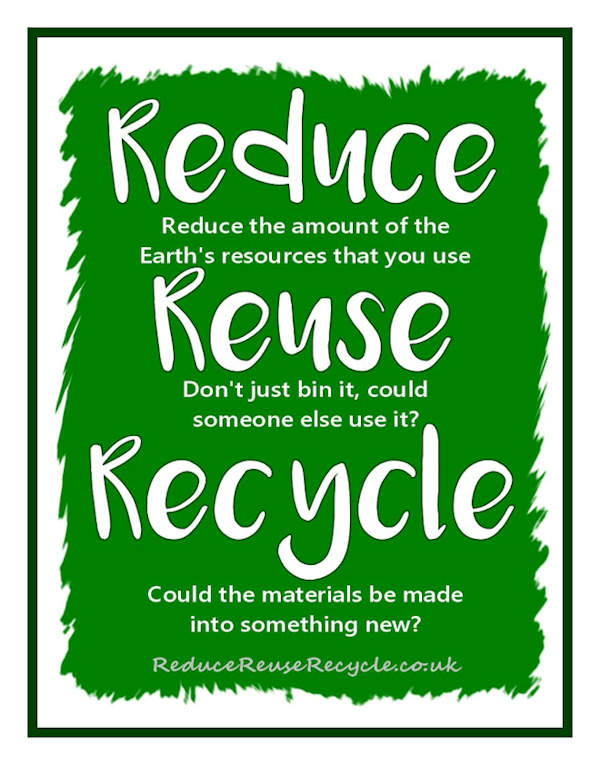 Reduce
Reduce the amount of the
Earth's resources that you use
Reuse
Don't just bin it, could
someone else use it?
Recycle
Could the materials be made
into something new?
ReduceReuseRecycle.co.uk